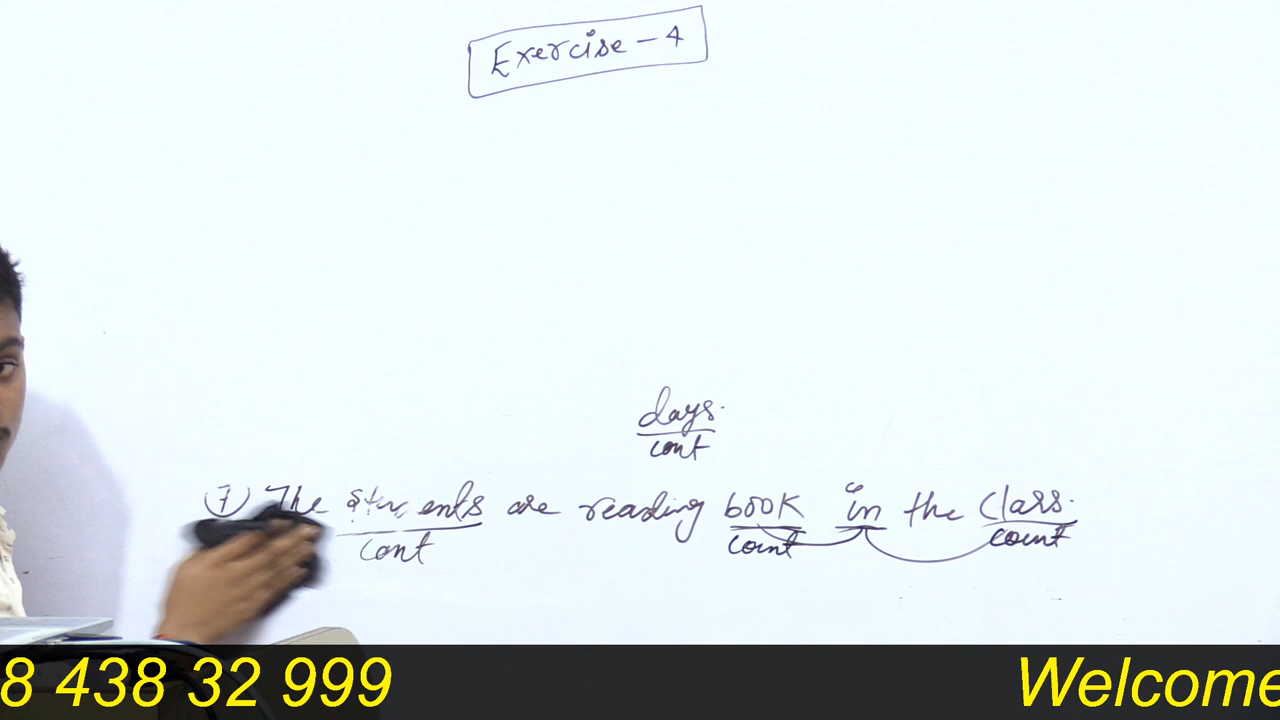 Exercise - 4
days.
cont
(7) The students are reading book in the class.
cont count count
8 438 32 999 Welcome